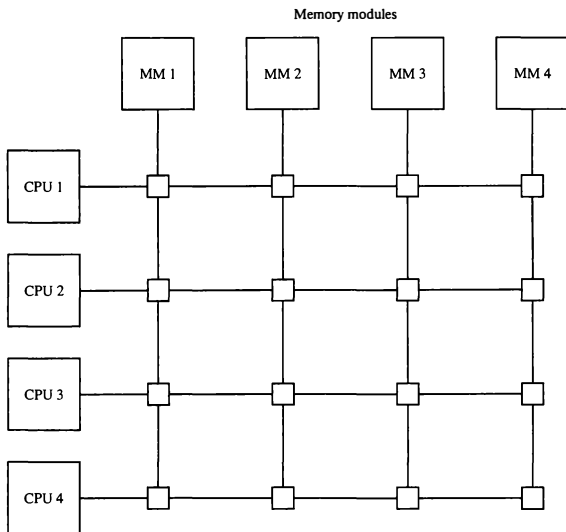 Memory modules
MM 1 MM 2 MM 3 MM 4
CPU 1
CPU 2
CPU 3
CPU 4